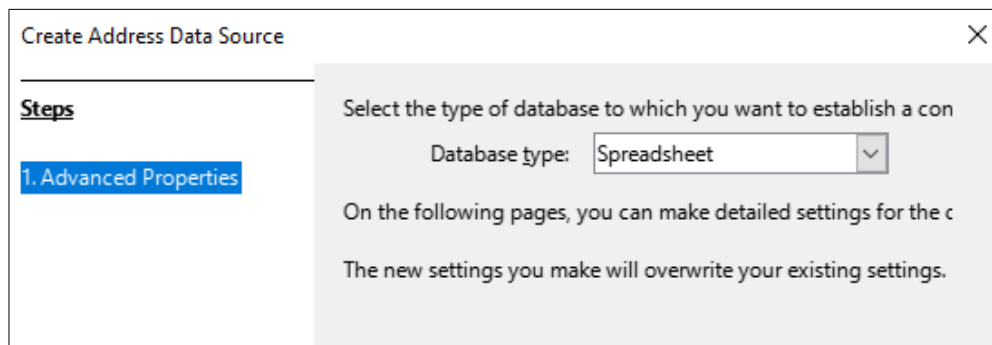 Create Address Data Source
Steps
1. Advanced Properties
Select the type of database to which you want to establish a con
Database type: Spreadsheet
On the following pages, you can make detailed settings for the c
The new settings you make will overwrite your existing settings.